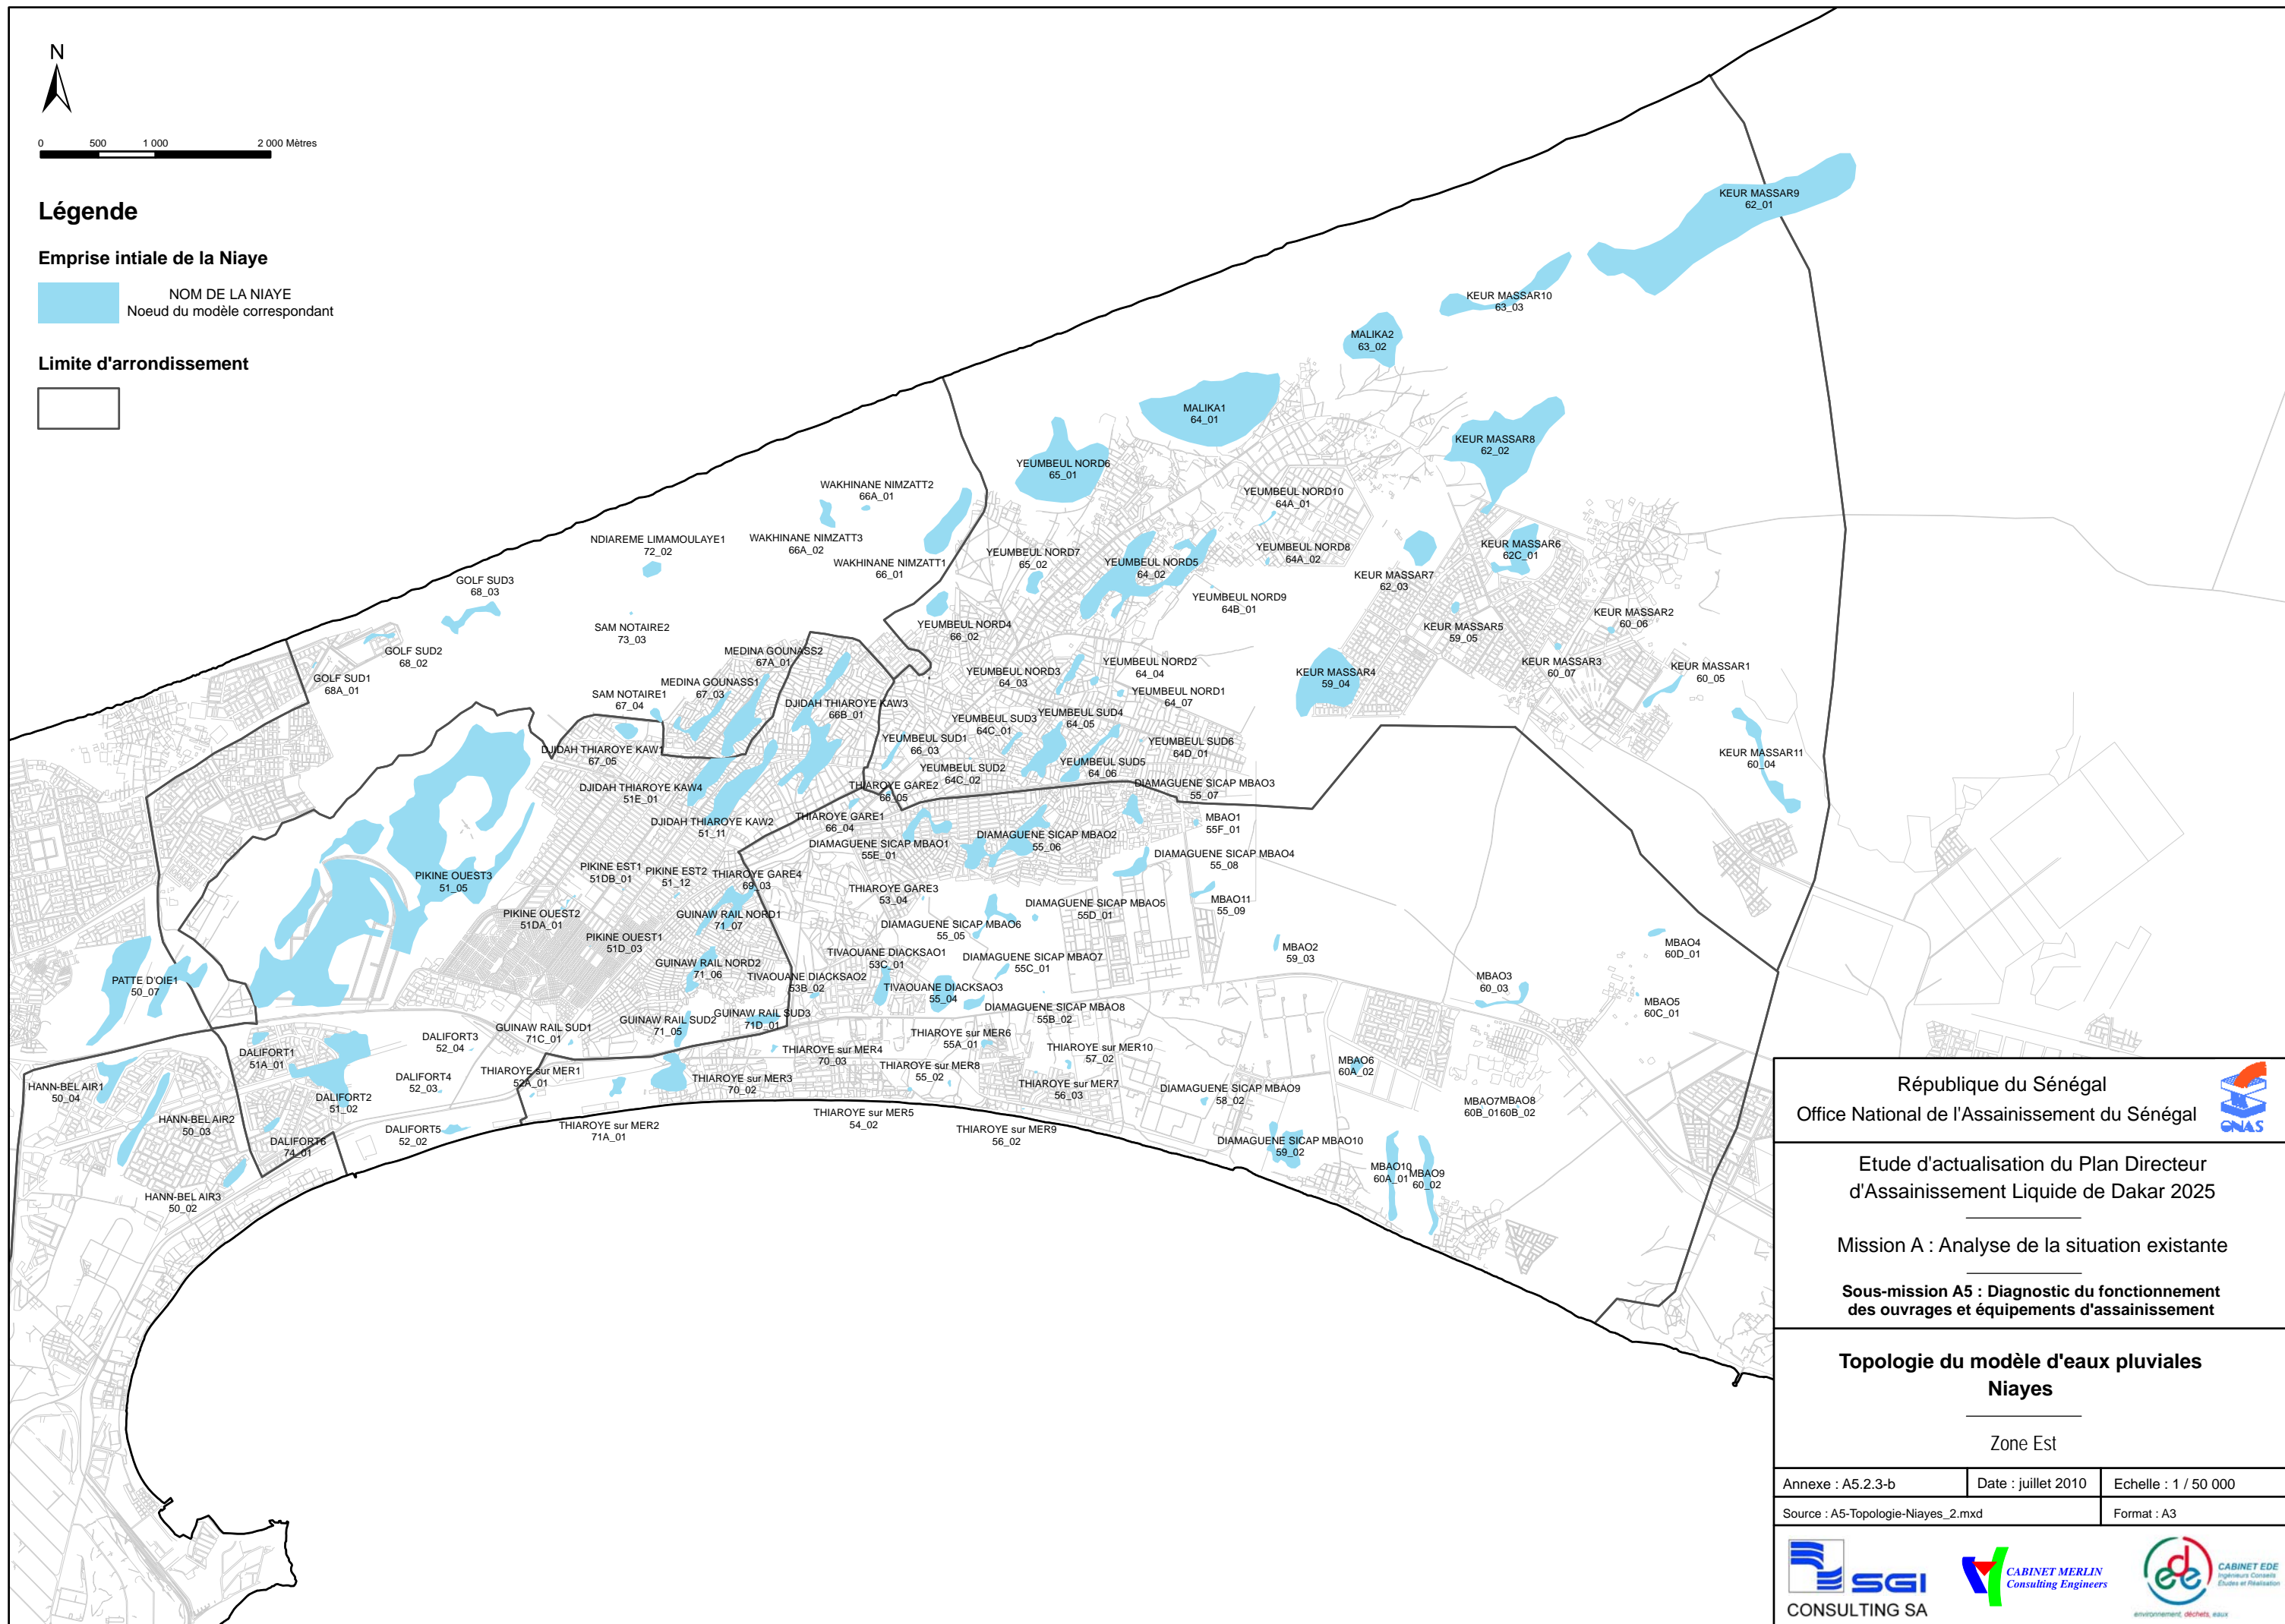 N
0 500 1 000 2 000 Mètres
Légende
Emprise intiale de la Niaye
NOM DE LA NIAYE
Noeud du modèle correspondant
Limite d'arrondissement
KEUR MASSAR9
62_01
KEUR MASSAR10
63_03
MALIKA2
63_02
MALIKA1
64_01
KEUR MASSAR8
62_02
YEUMBEUL NORD6
65_01
WAKHINANE NIMZATT2
66A_01
YEUMBEUL NORD10
64A_01
NDIAREME LIMAMOULAYE1
72_02
WAKHINANE NIMZATT3
66A_02
WAKHINANE NIMZATT1
66_01
YEUMBEUL NORD7
65_02
YEUMBEUL NORD5
64_02
YEUMBEUL NORD8
64A_02
KEUR MASSAR6
62C_01
KEUR MASSAR7
62_03
GOLF SUD3
68_03
YEUMBEUL NORD9
64B_01
KEUR MASSAR2
60_06
SAM NOTAIRE2
73_03
YEUMBEUL NORD4
66_02
KEUR MASSAR5
59_05
GOLF SUD2
68_02
MEDINA GOUNASS2
67A_01
YEUMBEUL NORD2
64_04
KEUR MASSAR3
60_07
KEUR MASSAR1
60_05
GOLF SUD1
68A_01
MEDINA GOUNASS1
67_03
YEUMBEUL NORD3
64_03
KEUR MASSAR4
59_04
SAM NOTAIRE1
67_04
YEUMBEUL NORD1
64_07
DJIDAH THIAROYE KAW3
66B_01
YEUMBEUL SUD3
64C_01
YEUMBEUL SUD4
64_05
YEUMBEUL SUD1
66_03
YEUMBEUL SUD6
64D_01
DJIDAH THIAROYE KAW1
67_05
KEUR MASSAR11
60_04
YEUMBEUL SUD2
64C_02
YEUMBEUL SUD5
64_06
DJIDAH THIAROYE KAW4
51E_01
THIAROYE GARE2
66_05
DIAMAGUENE SICAP MBAO3
55_07
DJIDAH THIAROYE KAW2
51_11
THIAROYE GARE1
66_04
MBAO1
55F_01
DIAMAGUENE SICAP MBAO2
55_06
DIAMAGUENE SICAP MBAO1
55E_01
DIAMAGUENE SICAP MBAO4
55_08
PIKINE OUEST3
51_05
PIKINE EST1
51DB_01
PIKINE EST2
51_12
THIAROYE GARE4
69_03
THIAROYE GARE3
53_04
MBAO11
55_09
PIKINE OUEST2
51DA_01
GUINAW RAIL NORD1
71_07
DIAMAGUENE SICAP MBAO5
55D_01
DIAMAGUENE SICAP MBAO6
55_05
PIKINE OUEST1
51D_03
MBAO2
59_03
MBAO4
60D_01
GUINAW RAIL NORD2
71_06
TIVAOUANE DIACKSAO1
53C_01
DIAMAGUENE SICAP MBAO7
55C_01
PATTE D'OIE1
50_07
TIVAOUANE DIACKSAO2
53B_02
TIVAOUANE DIACKSAO3
55_04
MBAO3
60_03
MBAO5
60C_01
GUINAW RAIL SUD3
71D_01
DIAMAGUENE SICAP MBAO8
55B_02
GUINAW RAIL SUD2
71_05
GUINAW RAIL SUD1
71C_01
DALIFORT3
52_04
THIAROYE sur MER6
55A_01
DALIFORT1
51A_01
THIAROYE sur MER4
70_03
THIAROYE sur MER10
57_02
MBAO6
60A_02
THIAROYE sur MER8
55_02
HANN-BEL AIR1
50_04
DALIFORT4
52_03
THIAROYE sur MER1
52A_01
THIAROYE sur MER3
70_02
THIAROYE sur MER7
56_03
DIAMAGUENE SICAP MBAO9
58_02
DALIFORT2
51_02
MBAO7
60B_01
MBAO8
60B_02
HANN-BEL AIR2
50_03
THIAROYE sur MER5
54_02
DALIFORT5
52_02
THIAROYE sur MER2
71A_01
THIAROYE sur MER9
56_02
DALIFORT6
74_01
DIAMAGUENE SICAP MBAO10
59_02
MBAO10
60A_01
MBAO9
60_02
HANN-BEL AIR3
50_02
République du Sénégal
Office National de l'Assainissement du Sénégal
ONAS
Etude d'actualisation du Plan Directeur
d'Assainissement Liquide de Dakar 2025
Mission A : Analyse de la situation existante
Sous-mission A5 : Diagnostic du fonctionnement
des ouvrages et équipements d'assainissement
Topologie du modèle d'eaux pluviales
Niayes
Zone Est
Annexe : A5.2.3-b Date : juillet 2010 Echelle : 1 / 50 000
Source : A5-Topologie-Niayes_2.mxd Format : A3
SGI
CONSULTING SA
CABINET MERLIN
Consulting Engineers
ede
CABINET EDE
Ingénieurs Conseils
Études et Réalisation
environnement, déchets, eaux